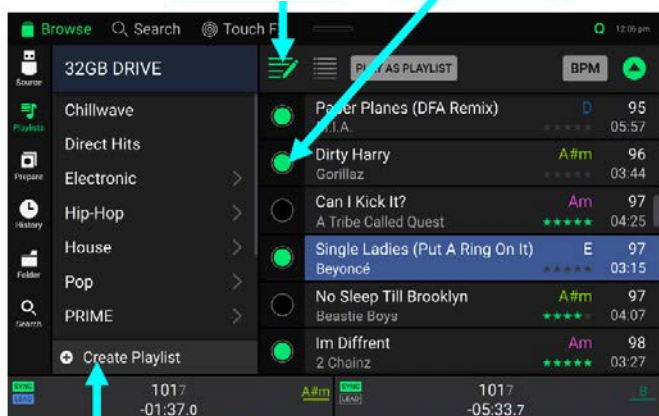 Browse Search Touch F
Q 12:05 pm
Source
32GB DRIVE
PLAY AS PLAYLIST
BPM
Playlists
Prepare
History
Folder
Search
Chillwave
Direct Hits
Electronic
Hip-Hop
House
Pop
PRIME
Create Playlist
Paper Planes (DFA Remix) D 95
M.I.A. 05:57
Dirty Harry A#m 96
Gorillaz 03:44
Can I Kick It? Am 97
A Tribe Called Quest 04:25
Single Ladies (Put A Ring On It) E 97
Beyoncé 03:15
No Sleep Till Brooklyn A#m 97
Beastie Boys 04:07
Im Diffrent Am 98
2 Chainz 03:27
SYNC
LEAD
1017
-01:37.0
A#m
SYNC
LEAD
1017
-05:33.7
B